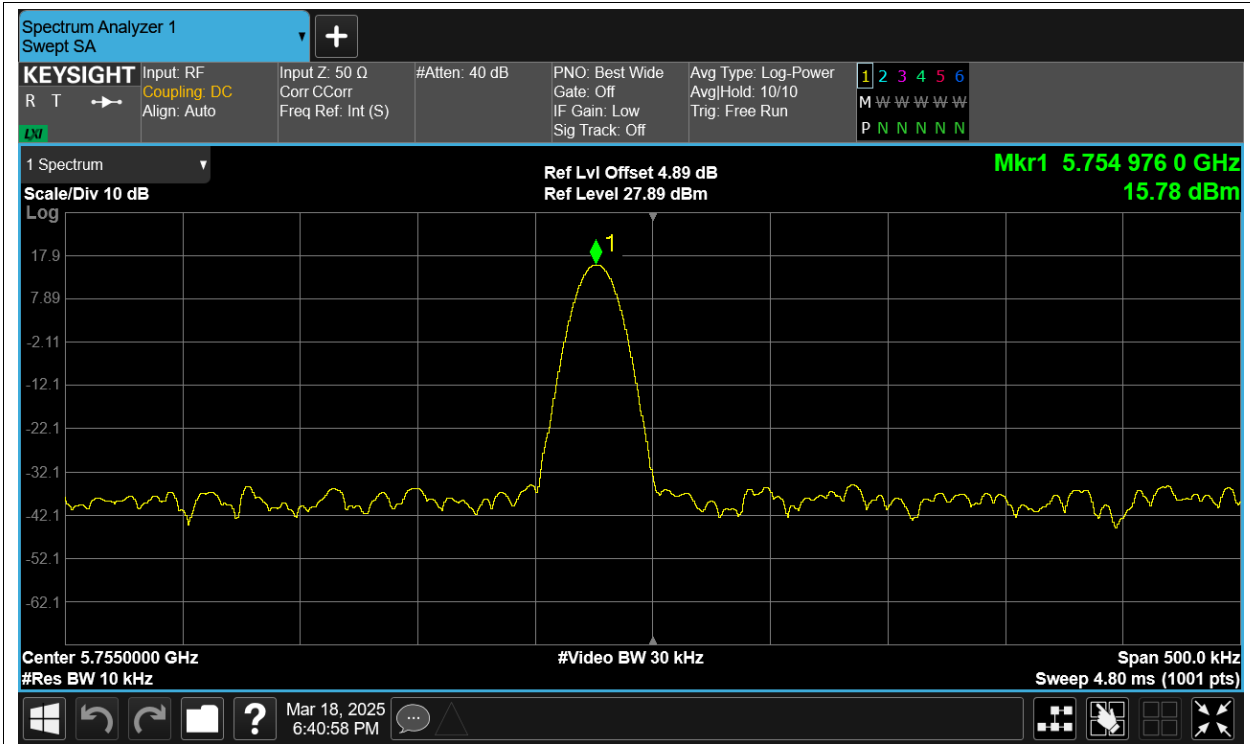 Spectrum Analyzer 1
Swept SA
KEYSIGHT
R T
LXI
Input: RF
Coupling: DC
Align: Auto
Input Z: 50 Ω
Corr CCorr
Freq Ref: Int (S)
#Atten: 40 dB
PNO: Best Wide
Gate: Off
IF Gain: Low
Sig Track: Off
Avg Type: Log-Power
Avg|Hold: 10/10
Trig: Free Run
1 2 3 4 5 6
M W W W W W
P N N N N N
1 Spectrum
Scale/Div 10 dB
Log
Ref Lvl Offset 4.89 dB
Ref Level 27.89 dBm
Mkr1 5.754 976 0 GHz
15.78 dBm
1
17.9
7.89
-2.11
-12.1
-22.1
-32.1
-42.1
-52.1
-62.1
Center 5.7550000 GHz
#Res BW 10 kHz
#Video BW 30 kHz
Span 500.0 kHz
Sweep 4.80 ms (1001 pts)
?
Mar 18, 2025
6:40:58 PM